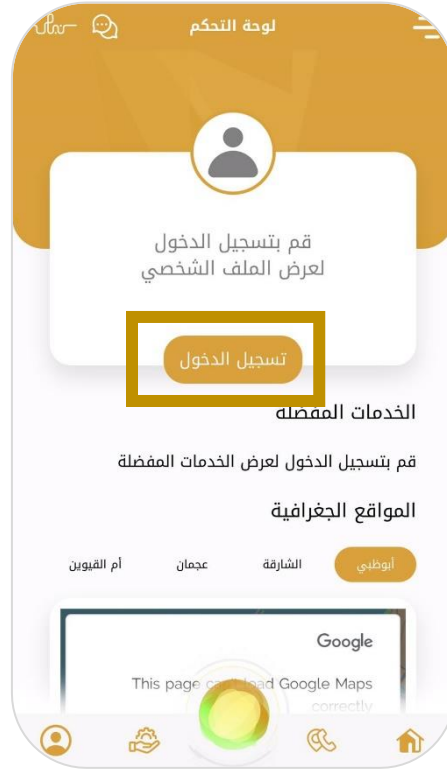 لوحة التحكم
قم بتسجيل الدخول
لعرض الملف الشخصي
تسجيل الدخول
الخدمات المفضلة
قم بتسجيل الدخول لعرض الخدمات المفضلة
المواقع الجغرافية
أبوظبي الشارقة عجمان أم القيوين
Google
This page can't load Google Maps
correctly